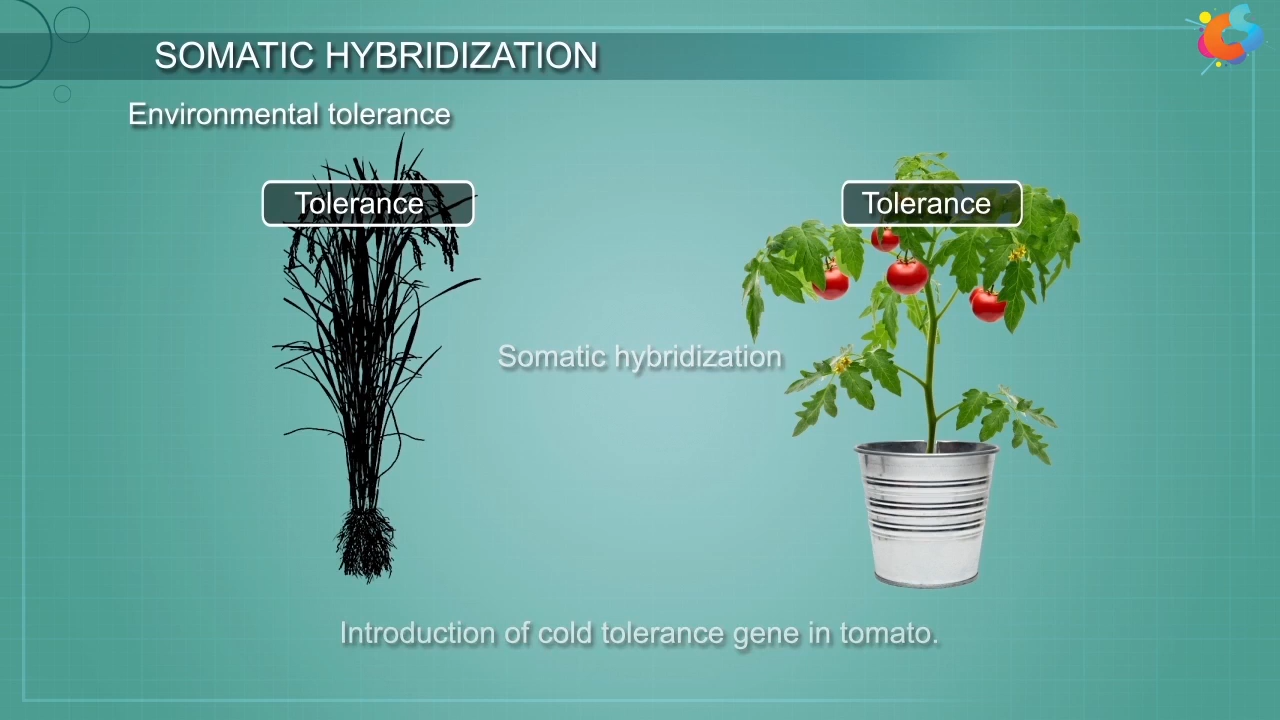 SOMATIC HYBRIDIZATION
Environmental tolerance
Tolerance
Tolerance
Somatic hybridization
Introduction of cold tolerance gene in tomato.